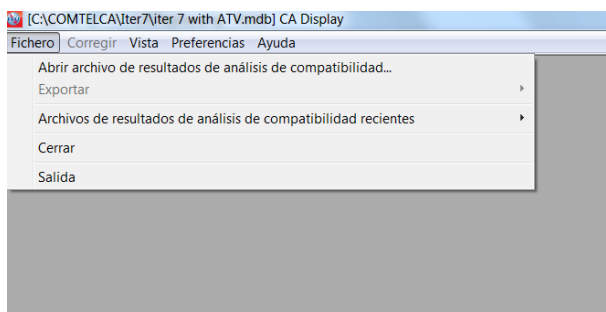 [C:\COMTELCA\Iter7\iter 7 with ATV.mdb] CA Display
Fichero Corregir Vista Preferencias Ayuda
Abrir archivo de resultados de análisis de compatibilidad...
Exportar
Archivos de resultados de análisis de compatibilidad recientes
Cerrar
Salida